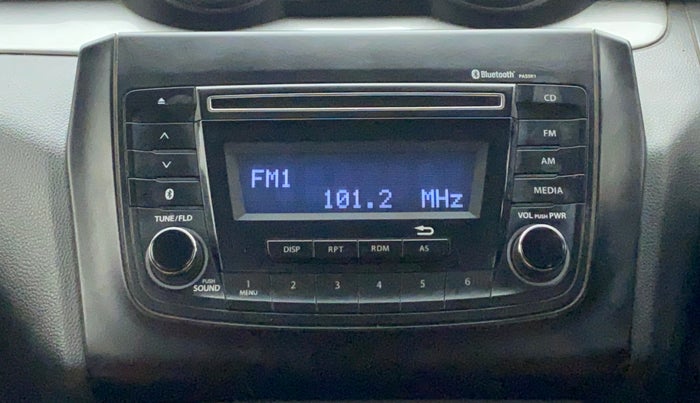 Bluetooth PA55R1
CD
FM
AM
MEDIA
FM1
101.2 MHz
TUNE/FLD
VOL PUSH PWR
DISP RPT RDM AS
PUSH
SOUND
1 2 3 4 5 6
MENU